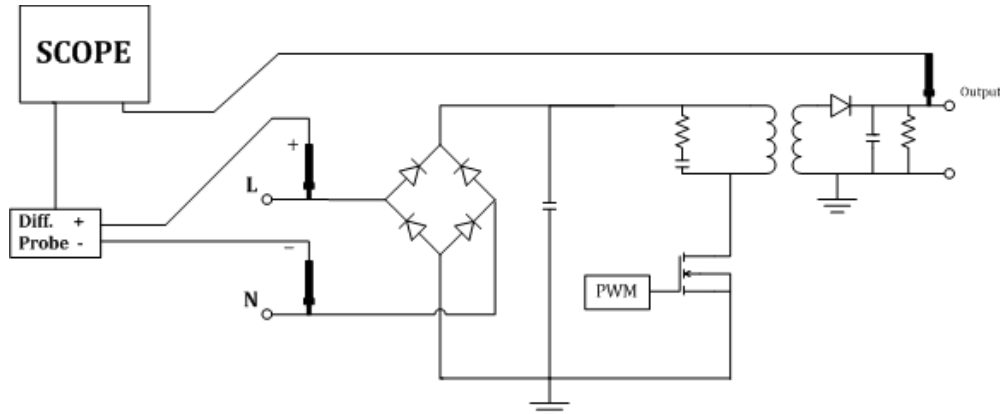 SCOPE
Output
+
L
Diff. +
Probe -
–
N
PWM